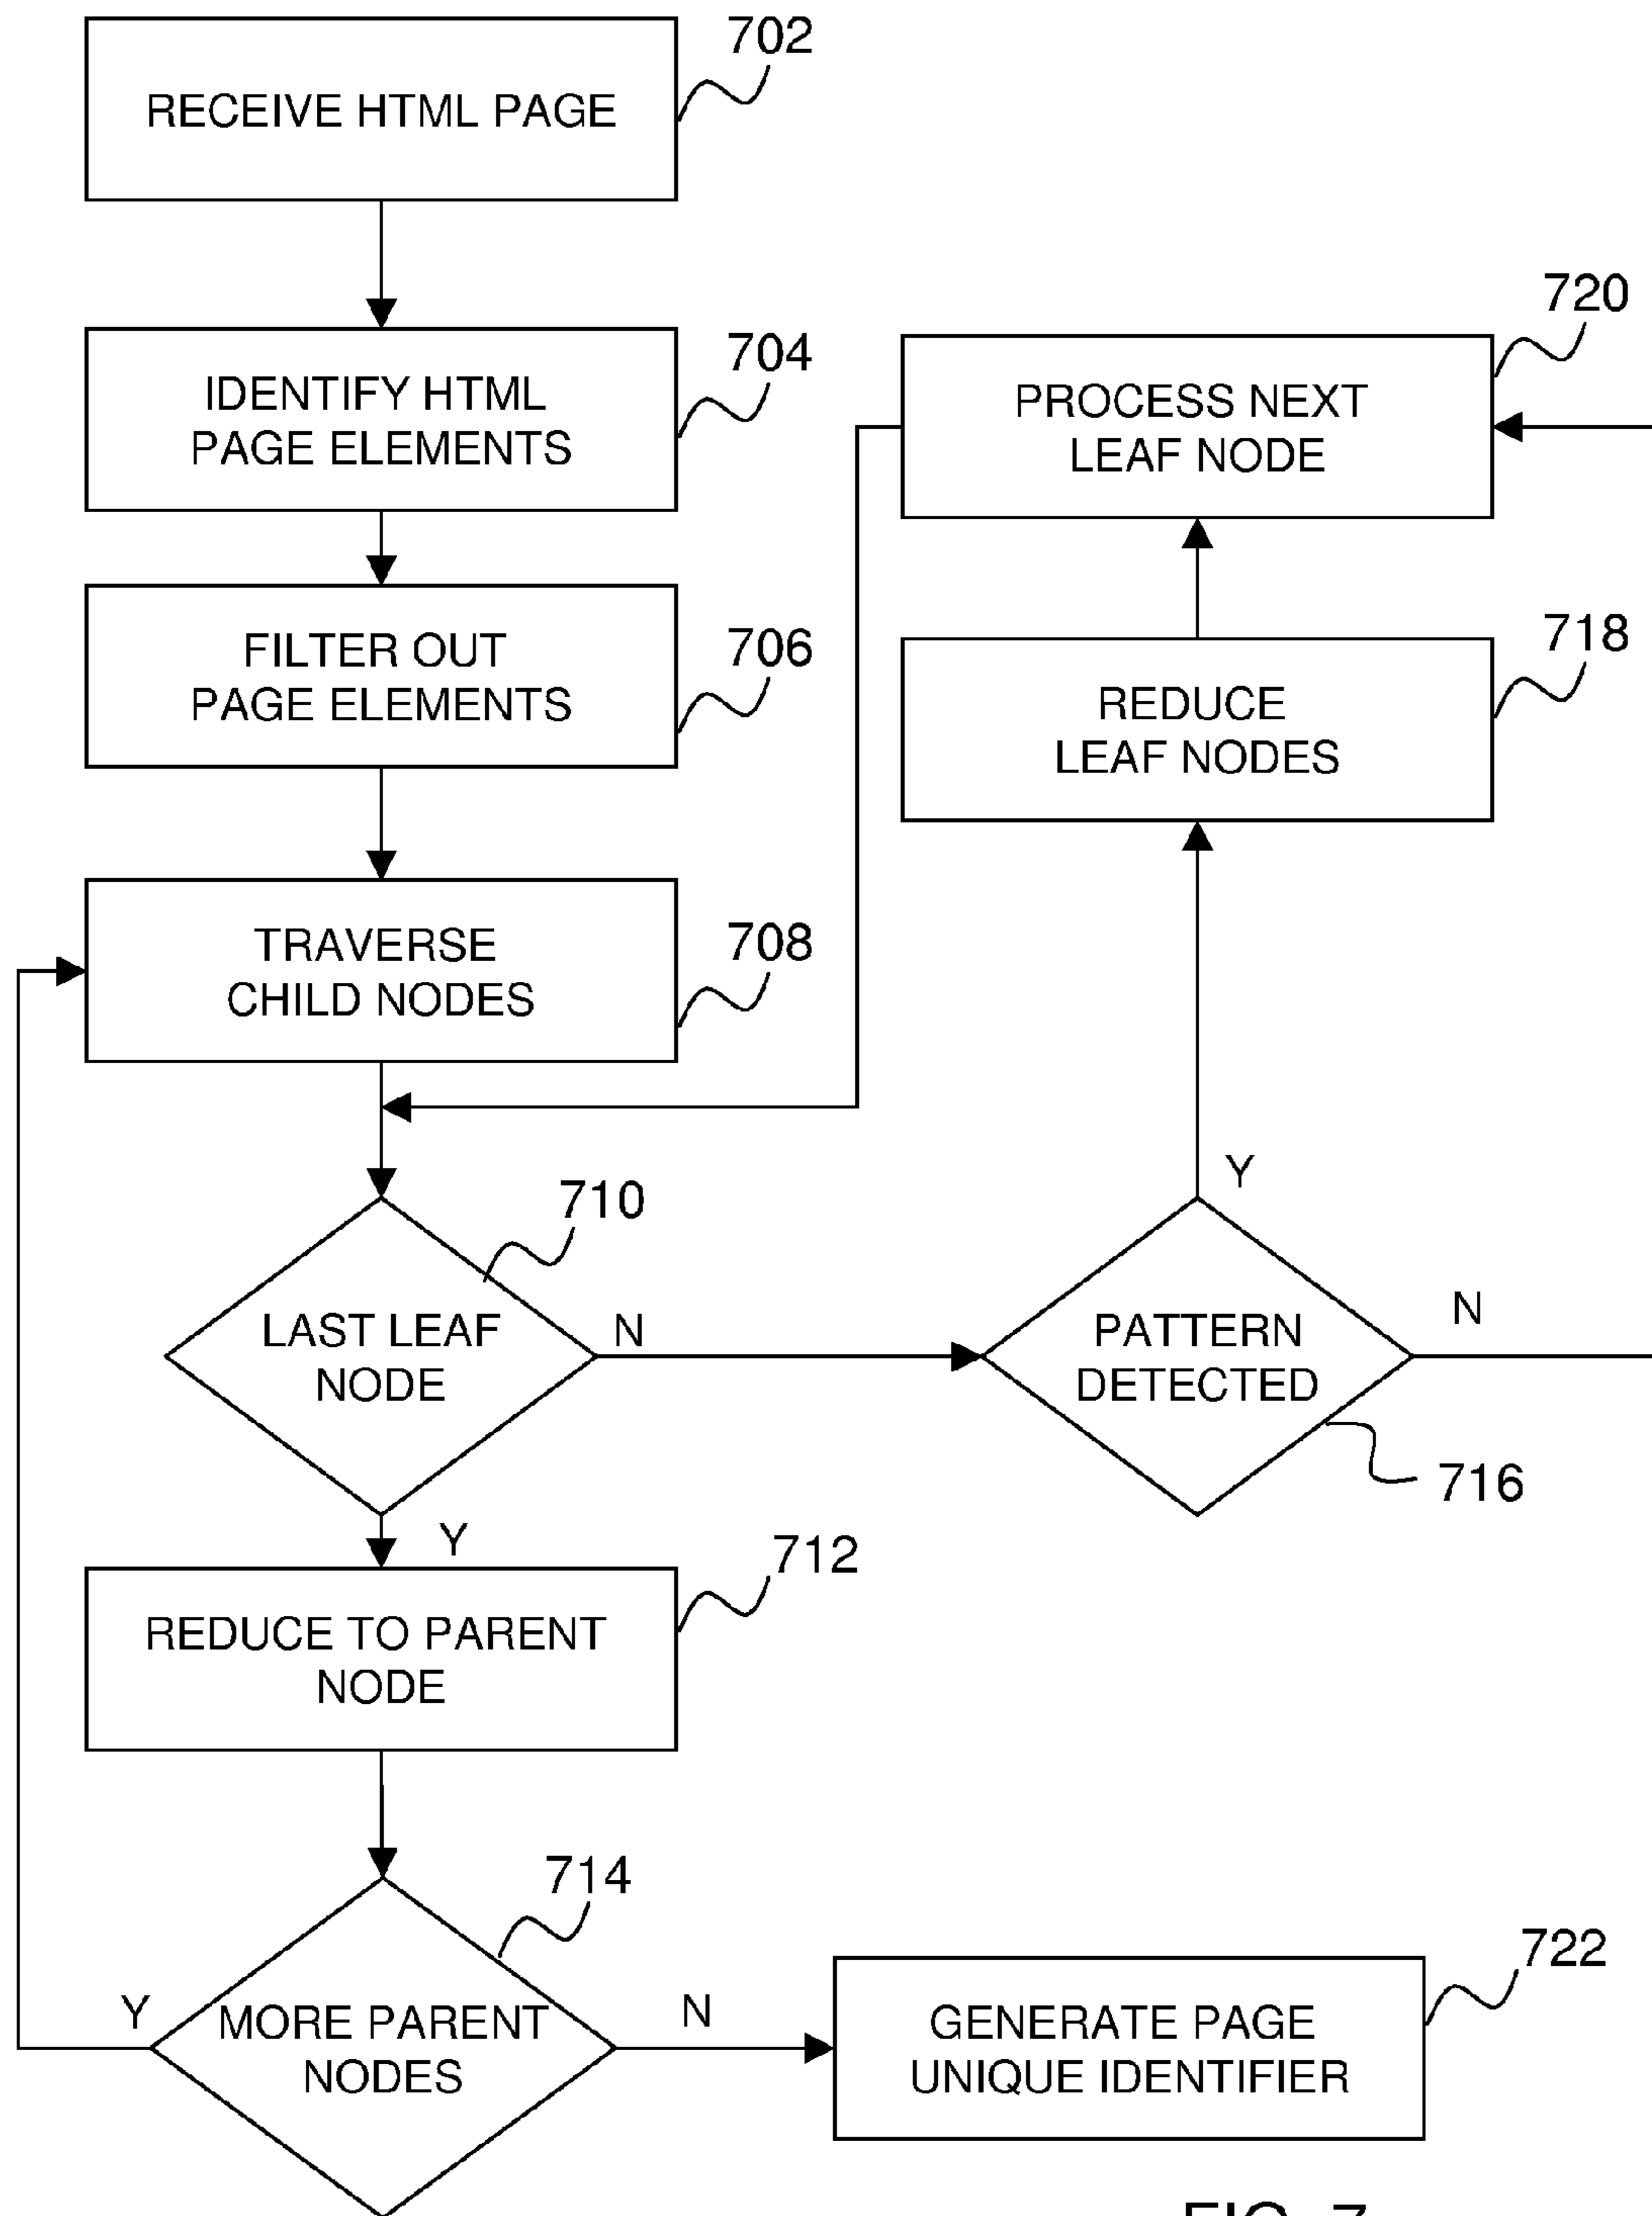 702
RECEIVE HTML PAGE
704
IDENTIFY HTML
PAGE ELEMENTS
706
FILTER OUT
PAGE ELEMENTS
708
TRAVERSE
CHILD NODES
710
LAST LEAF
NODE
N
Y
712
REDUCE TO PARENT
NODE
714
MORE PARENT
NODES
Y
N
720
PROCESS NEXT
LEAF NODE
718
REDUCE
LEAF NODES
Y
PATTERN
DETECTED
N
716
722
GENERATE PAGE
UNIQUE IDENTIFIER
FIG. 7